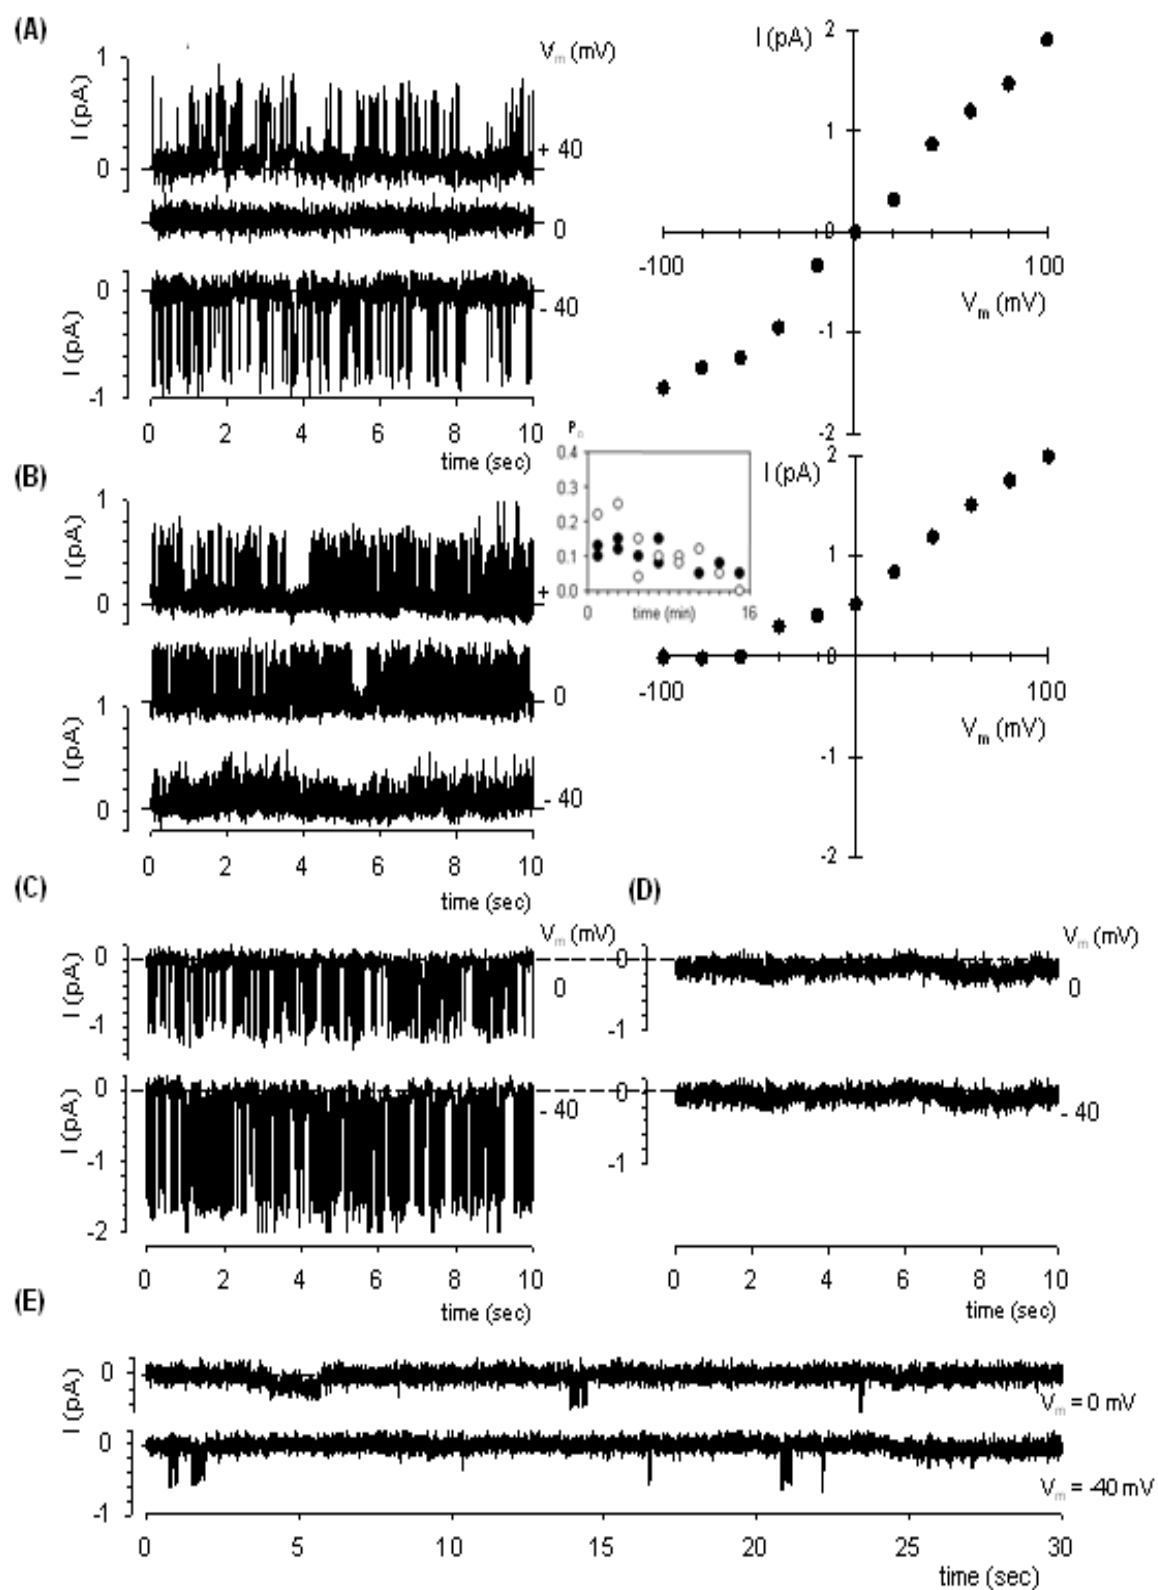 (A)
1
I (pA)
0
V_m (mV)
+ 40
0
0
- 40
I (pA)
-1
0 2 4 6 8 10
time (sec)
I (pA)
2
1
0
-100
100
V_m (mV)
-1
-2
(B)
1
I (pA)
0
+
0
1
I (pA)
0
- 40
0 2 4 6 8 10
time (sec)
0.4
0.3
0.2
0.1
0.0
0 time (min) 16
I (pA)
2
1
0
-100
100
V_m (mV)
-1
-2
(C)
V_m (mV)
0
I (pA)
-1
0
0
I (pA)
-1
-2
- 40
0 2 4 6 8 10
time (sec)
(D)
V_m (mV)
0
-1
0
0
-1
- 40
0 2 4 6 8 10
time (sec)
(E)
0
I (pA)
V_m = 0 mV
0
-1
V_m = -40 mV
0 5 10 15 20 25 30
time (sec)